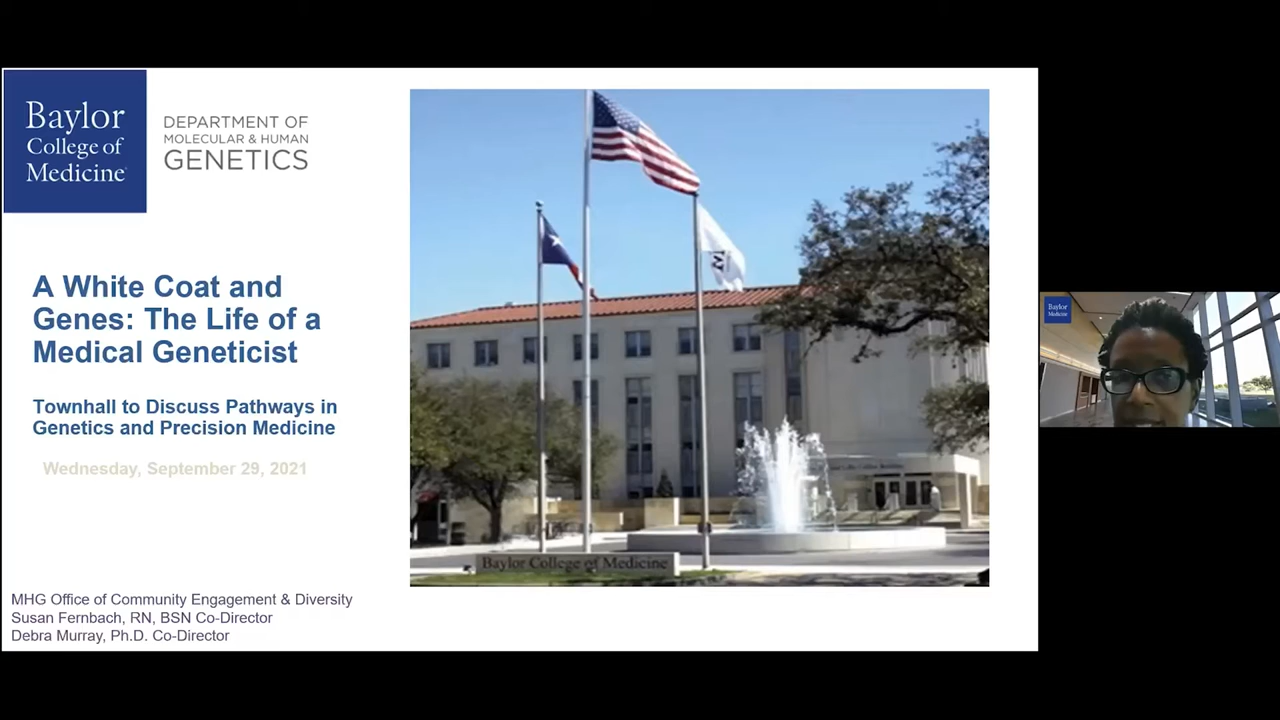 Baylor
College of
Medicine
DEPARTMENT OF
MOLECULAR & HUMAN
GENETICS
A White Coat and
Genes: The Life of a
Medical Geneticist
Townhall to Discuss Pathways in
Genetics and Precision Medicine
Wednesday, September 29, 2021
MHG Office of Community Engagement & Diversity
Susan Fernbach, RN, BSN Co-Director
Debra Murray, Ph.D. Co-Director
Baylor College of Medicine
Baylor
Medicine